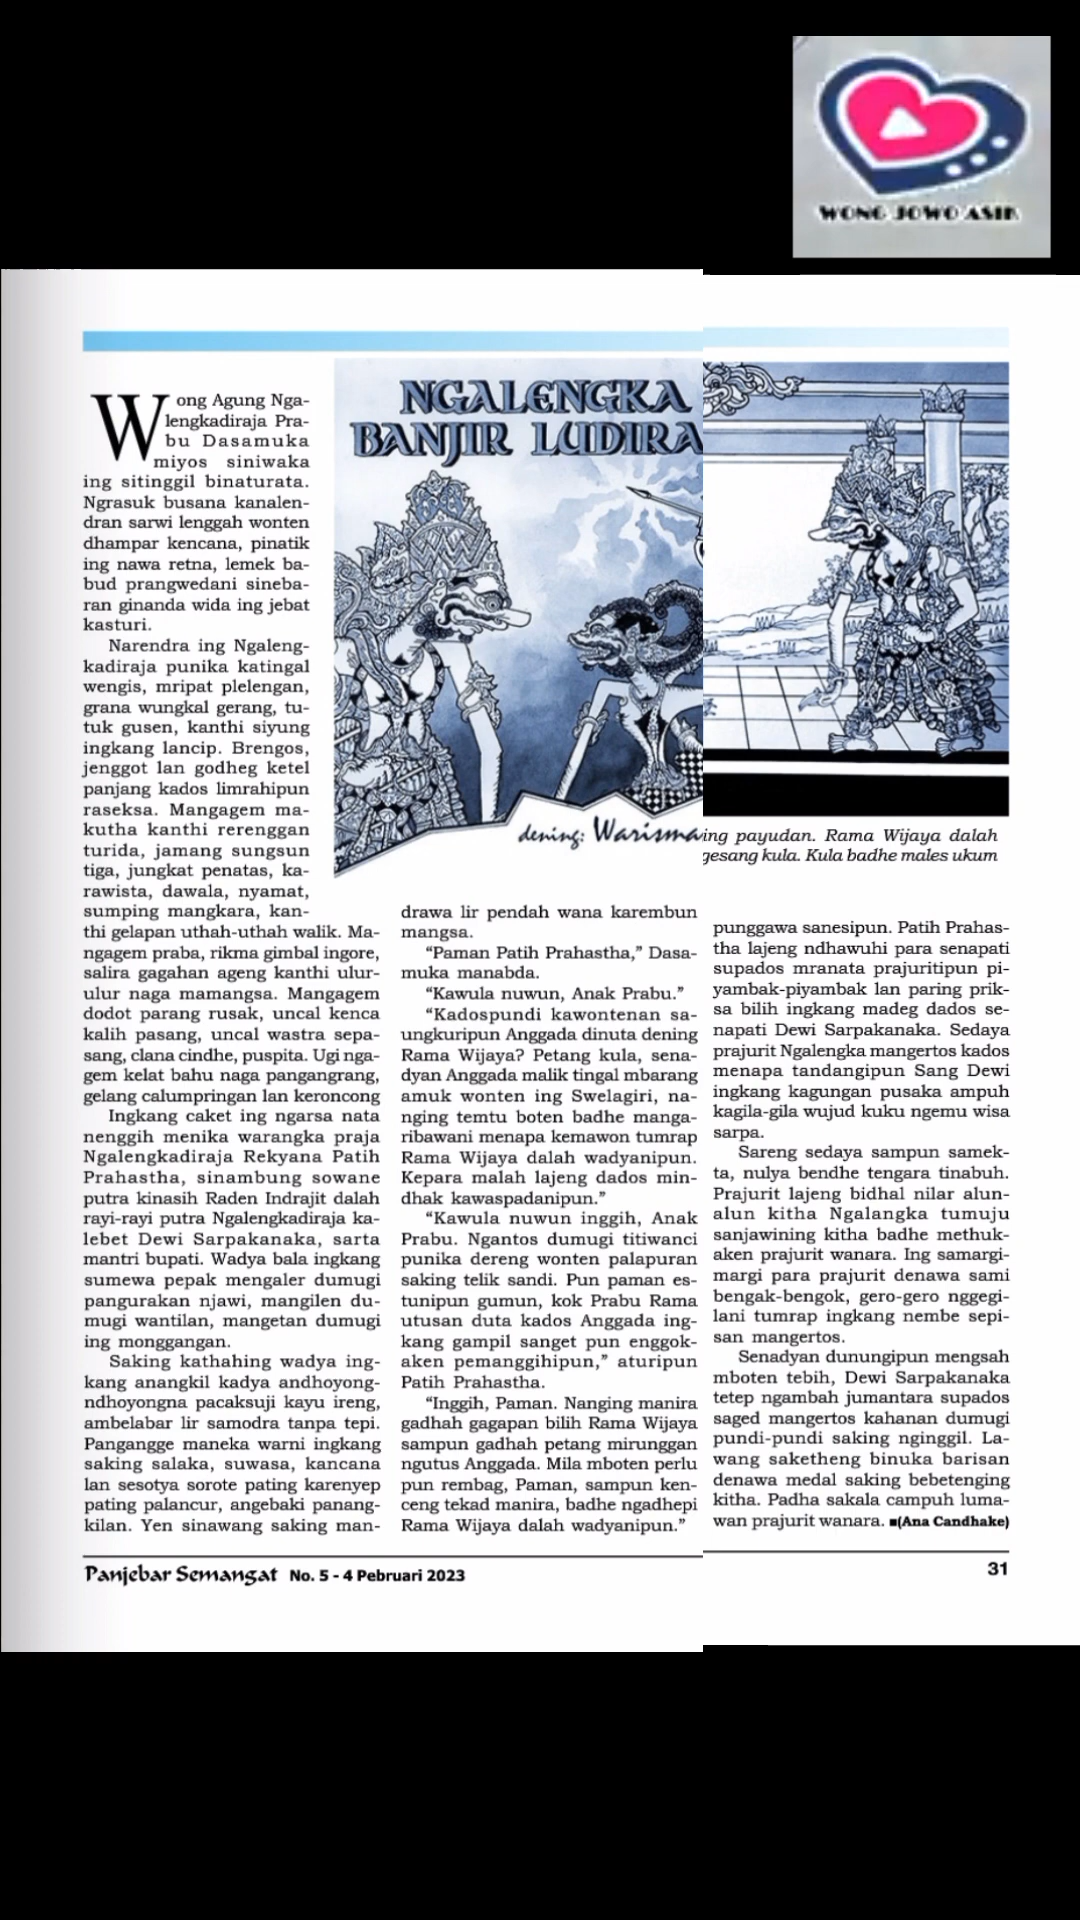 WONG JOWO ASIK
NGALENGKA
BANJIR LUDIRA
dening: Warisma
Wong Agung Nga-
lengkadiraja Pra-
bu Dasamuka
miyos siniwaka
ing sitinggil binaturata.
Ngrasuk busana kanalen-
dran sarwi lenggah wonten
dhampar kencana, pinatik
ing nawa retna, lemek ba-
bud prangwedani sineba-
ran ginanda wida ing jebat
kasturi.
Narendra ing Ngaleng-
kadiraja punika katingal
wengis, mripat plelengan,
grana wungkal gerang, tu-
tuk gusen, kanthi siyung
ingkang lancip. Brengos,
jenggot lan godheg ketel
panjang kados limrahipun
raseksa. Mangagem ma-
kutha kanthi rerenggan
turida, jamang sungsun
tiga, jungkat penatas, ka-
rawista, dawala, nyamat,
sumping mangkara, kan-
thi gelapan uthah-uthah walik. Ma-
ngagem praba, rikma gimbal ingore,
salira gagahan ageng kanthi ulur-
ulur naga mamangsa. Mangagem
dodot parang rusak, uncal kenca
kalih pasang, uncal wastra sepa-
sang, clana cindhe, puspita. Ugi nga-
gem kelat bahu naga pangangrang,
gelang calumpringan lan keroncong
Ingkang caket ing ngarsa nata
nenggih menika warangka praja
Ngalengkadiraja Rekyana Patih
Prahastha, sinambung sowane
putra kinasih Raden Indrajit dalah
rayi-rayi putra Ngalengkadiraja ka-
lebet Dewi Sarpakanaka, sarta
mantri bupati. Wadya bala ingkang
sumewa pepak mengaler dumugi
pangurakan njawi, mangilen du-
mugi wantilan, mangetan dumugi
ing monggangan.
Saking kathahing wadya ing-
kang anangkil kadya andhoyong-
ndhoyongna pacaksuji kayu ireng,
ambelabar lir samodra tanpa tepi.
Pangangge maneka warni ingkang
saking salaka, suwasa, kancana
lan sesotya sorote pating karenyep
pating palancur, angebaki panang-
kilan. Yen sinawang saking man-
drawa lir pendah wana karembun
mangsa.
“Paman Patih Prahastha,” Dasa-
muka manabda.
“Kawula nuwun, Anak Prabu.”
“Kadospundi kawontenan sa-
ungkuripun Anggada dinuta dening
Rama Wijaya? Petang kula, sena-
dyan Anggada malik tingal mbarang
amuk wonten ing Swelagiri, na-
nging temtu boten badhe manga-
ribawani menapa kemawon tumrap
Rama Wijaya dalah wadyanipun.
Kepara malah lajeng dados min-
dhak kawaspadanipun.”
“Kawula nuwun inggih, Anak
Prabu. Ngantos dumugi titiwanci
punika dereng wonten palapuran
saking telik sandi. Pun paman es-
tunipun gumun, kok Prabu Rama
utusan duta kados Anggada ing-
kang gampil sanget pun enggok-
aken pemanggihipun,” aturipun
Patih Prahastha.
“Inggih, Paman. Nanging manira
gadhah gagapan bilih Rama Wijaya
sampun gadhah petang mirunggan
ngutus Anggada. Mila mboten perlu
pun rembag, Paman, sampun ken-
ceng tekad manira, badhe ngadhepi
Rama Wijaya dalah wadyanipun.”
ing payudan. Rama Wijaya dalah
gesang kula. Kula badhe males ukum
punggawa sanesipun. Patih Prahas-
tha lajeng ndhawuhi para senapati
supados mranata prajuritipun pi-
yambak-piyambak lan paring prik-
sa bilih ingkang madeg dados se-
napati Dewi Sarpakanaka. Sedaya
prajurit Ngalengka mangertos kados
menapa tandangipun Sang Dewi
ingkang kagungan pusaka ampuh
kagila-gila wujud kuku ngemu wisa
sarpa.
Sareng sedaya sampun samek-
ta, nulya bendhe tengara tinabuh.
Prajurit lajeng bidhal nilar alun-
alun kitha Ngalangka tumuju
sanjawining kitha badhe methuk-
aken prajurit wanara. Ing samargi-
margi para prajurit denawa sami
bengak-bengok, gero-gero nggegi-
lani tumrap ingkang nembe sepi-
san mangertos.
Senadyan dunungipun mengsah
mboten tebih, Dewi Sarpakanaka
tetep ngambah jumantara supados
saged mangertos kahanan dumugi
pundi-pundi saking nginggil. La-
wang saketheng binuka barisan
denawa medal saking bebetenging
kitha. Padha sakala campuh luma-
wan prajurit wanara. ■(Ana Candhake)
Panjebar Semangat No. 5 - 4 Pebruari 2023
31